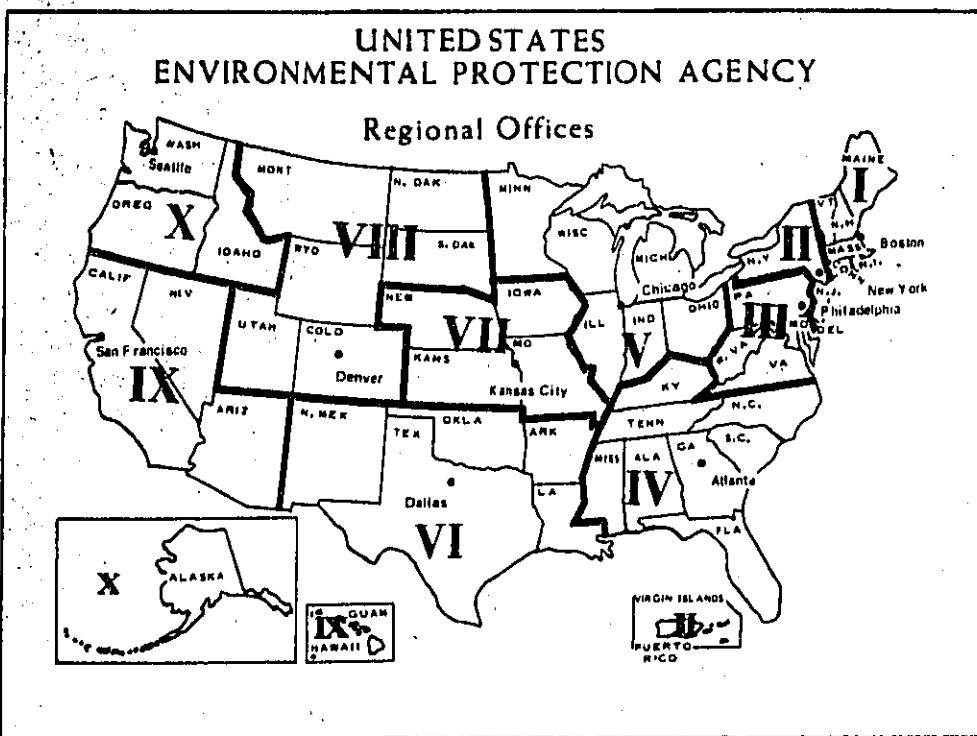 UNITED STATES
ENVIRONMENTAL PROTECTION AGENCY
Regional Offices
WASH
Seattle
OREG
X
IDAHO
MONT
N. DAK
VIII
S. DAK
WYO
MINN
WISC
MICH
Chicago
MAINE
I
VT
N.H
MASS
Boston
R.I.
CONN
II
N.Y
New York
N.J.
Philadelphia
PA
III
MD
DEL
W. VA
VA
CALIF
NEV
San Francisco
IX
UTAH
COLO
Denver
NEB
VII
KANS
IOWA
MO
Kansas City
ILL
IND
OHIO
V
KY
ARIZ
N. MEX
TEX
OKLA
ARK
LA
Dallas
VI
TENN
N.C.
S.C.
MISS
ALA
GA
Atlanta
IV
FLA
X
ALASKA
IX
GUAM
HAWAII
VIRGIN ISLANDS
II
PUERTO
RICO